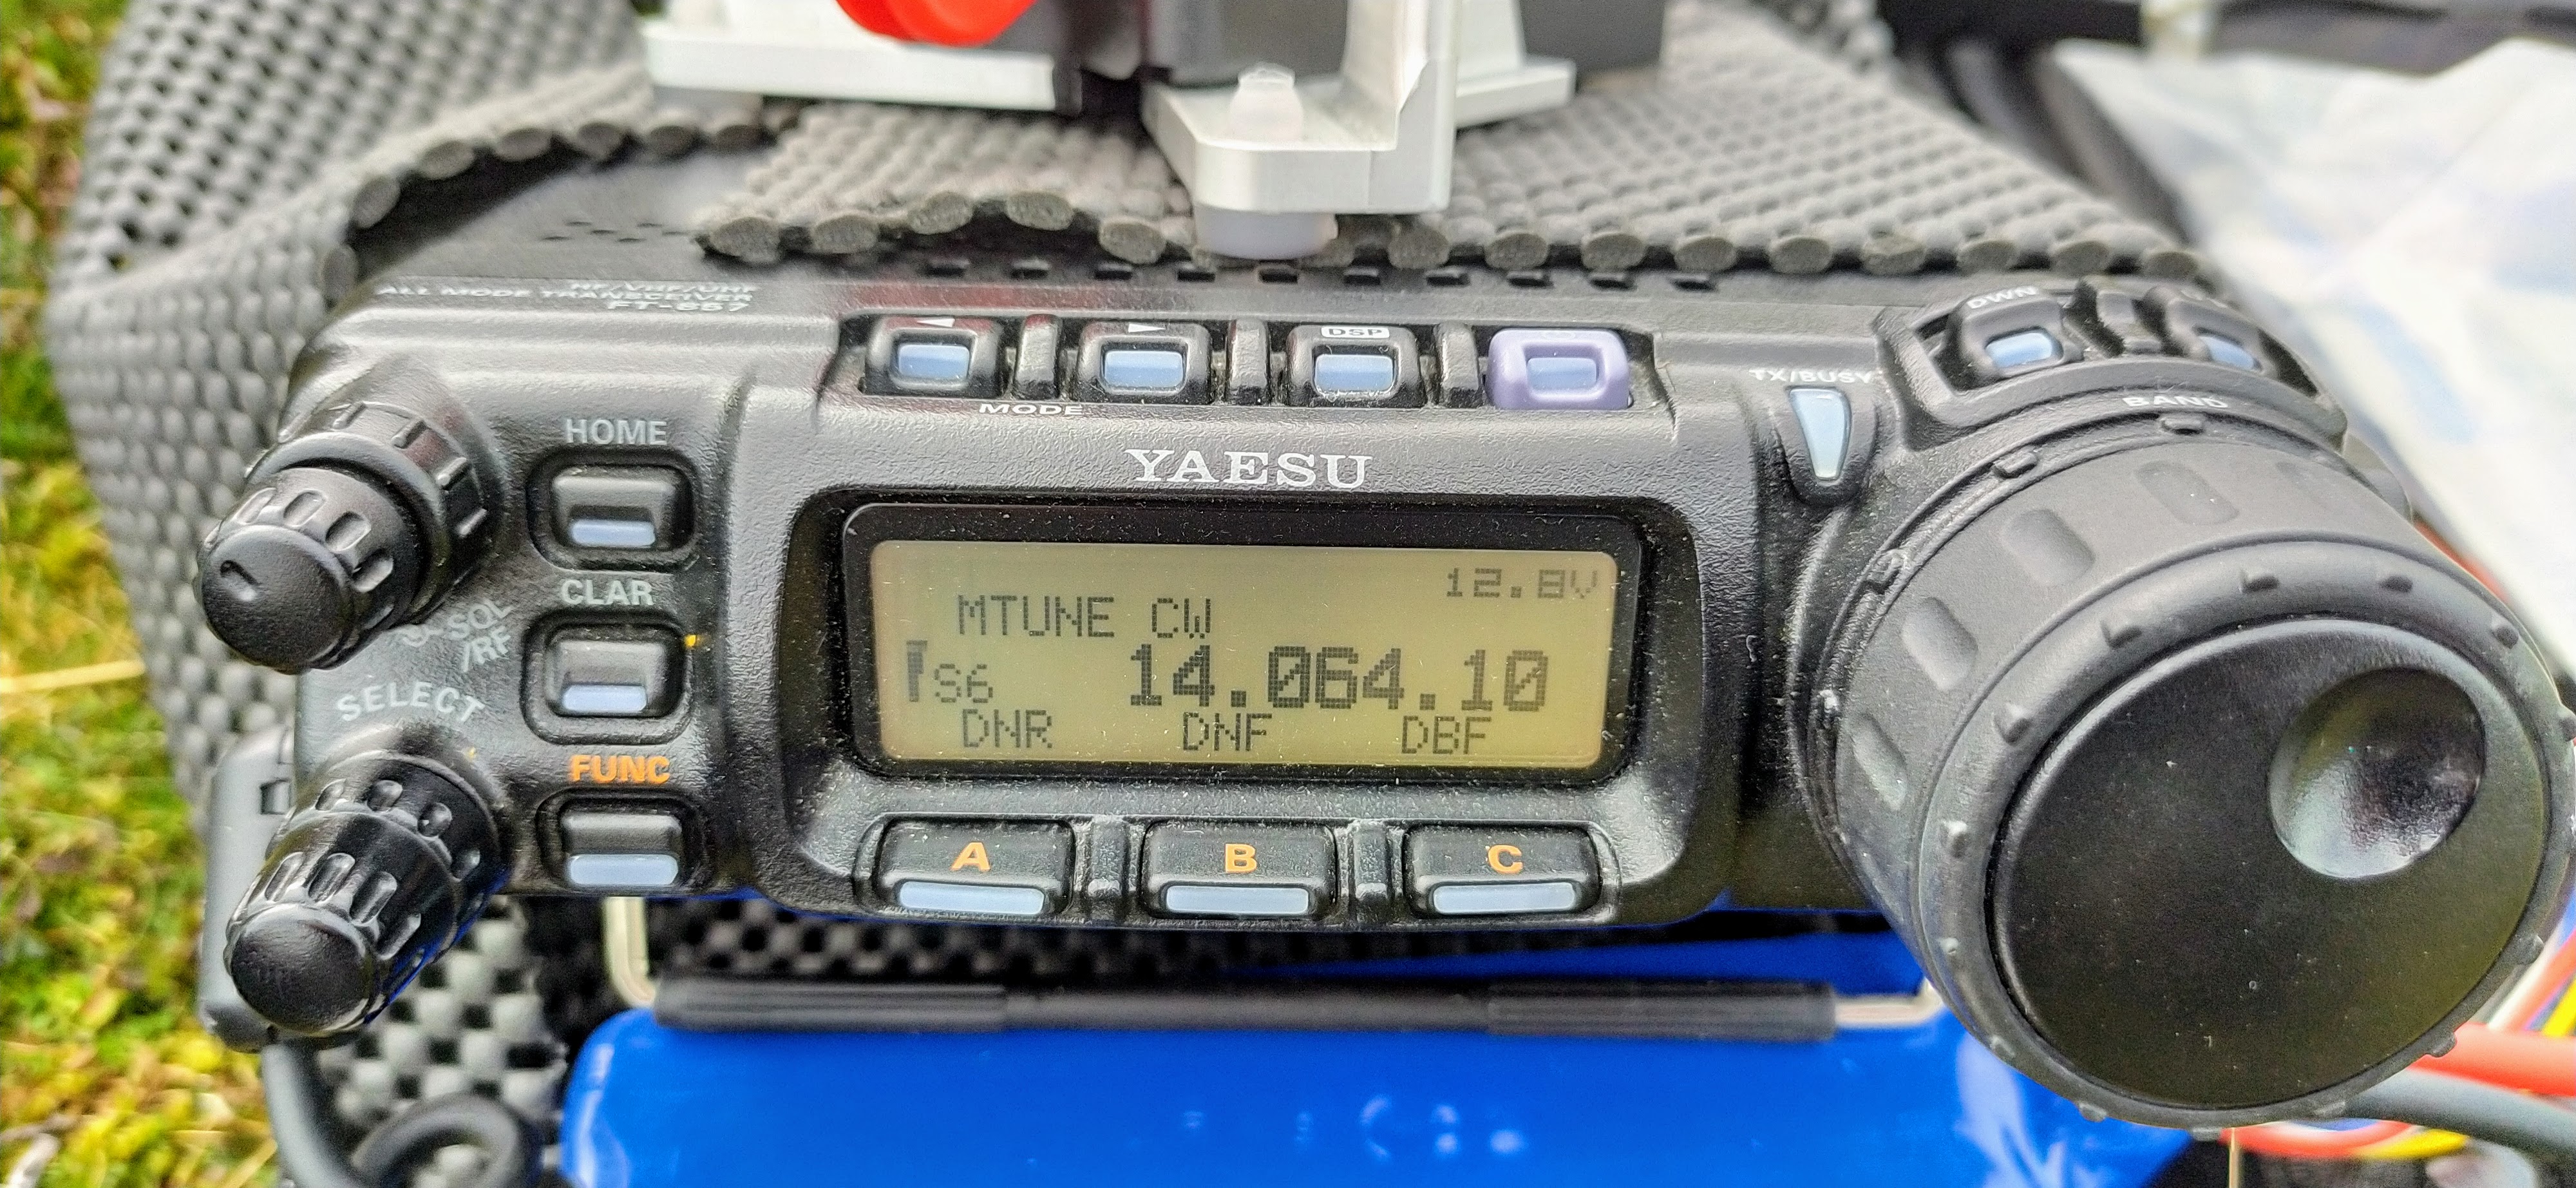 HF/VHF/UHF
ALL MODE TRANSCEIVER
FT-857
DSP
DWN
MODE
TX/BUSY
BAND
HOME
YAESU
CLAR
12.8V
MTUNE CW
SQL
/RF
S6 14.064.10
SELECT
DNR DNF DBF
FUNC
A B C